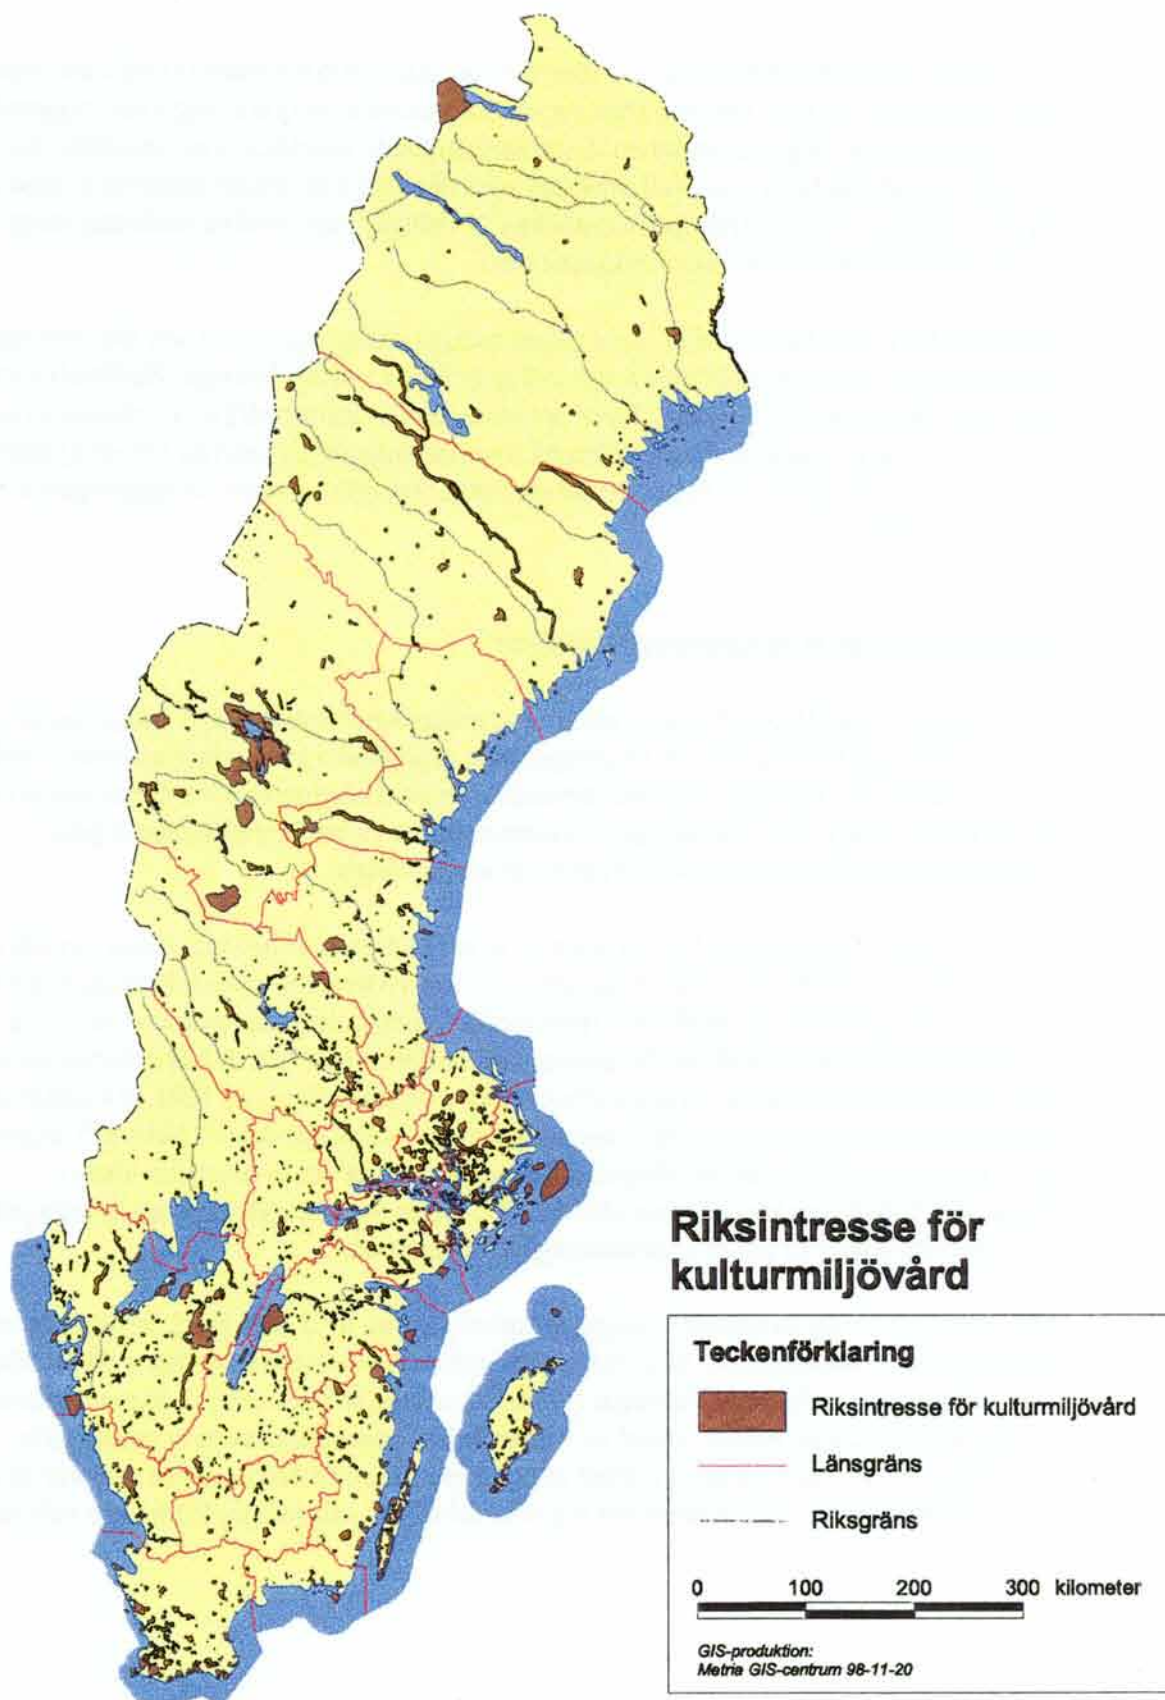 Riksintresse för
kulturmiljövård
Teckenförklaring
Riksintresse för kulturmiljövård
Länsgräns
Riksgräns
0 100 200 300 kilometer
GIS-produktion:
Metria GIS-centrum 98-11-20